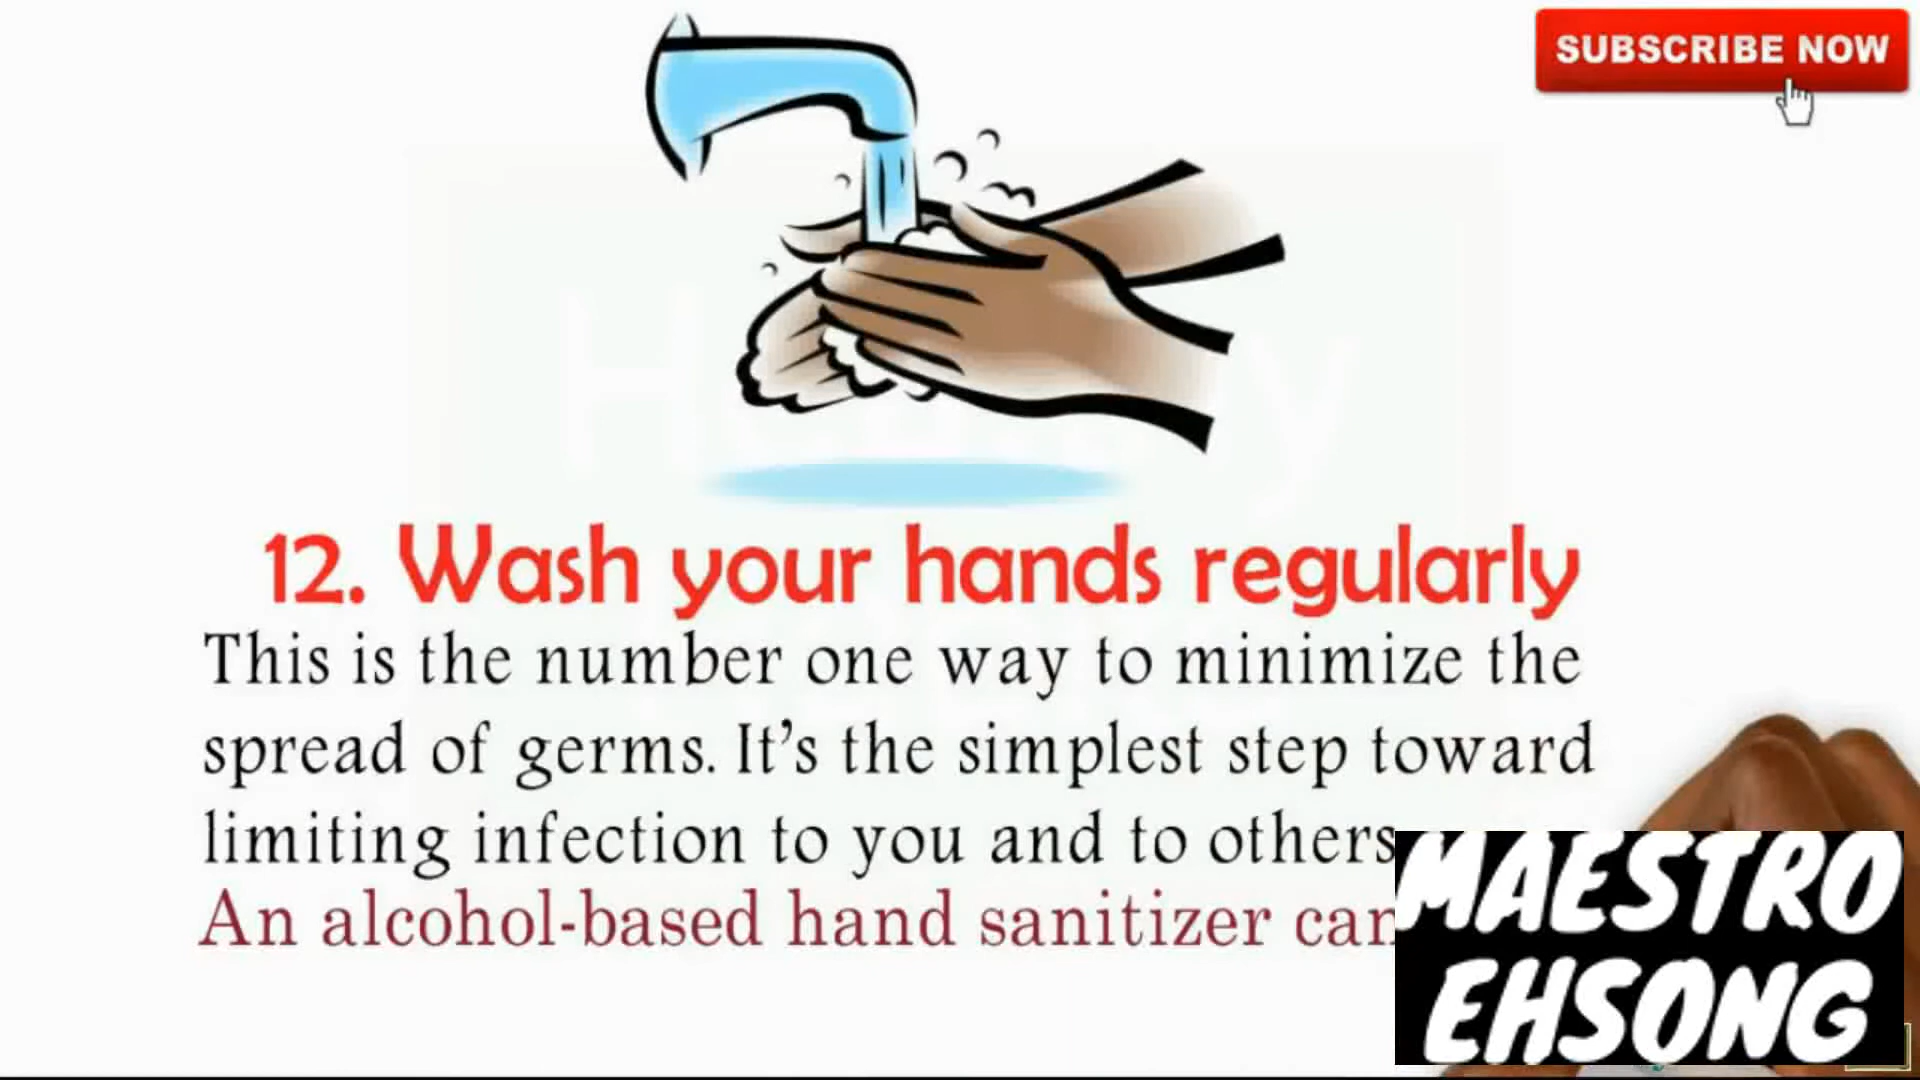 SUBSCRIBE NOW
12. Wash your hands regularly
This is the number one way to minimize the
spread of germs. It's the simplest step toward
limiting infection to you and to others
An alcohol-based hand sanitizer can
MAESTRO
EHSONG